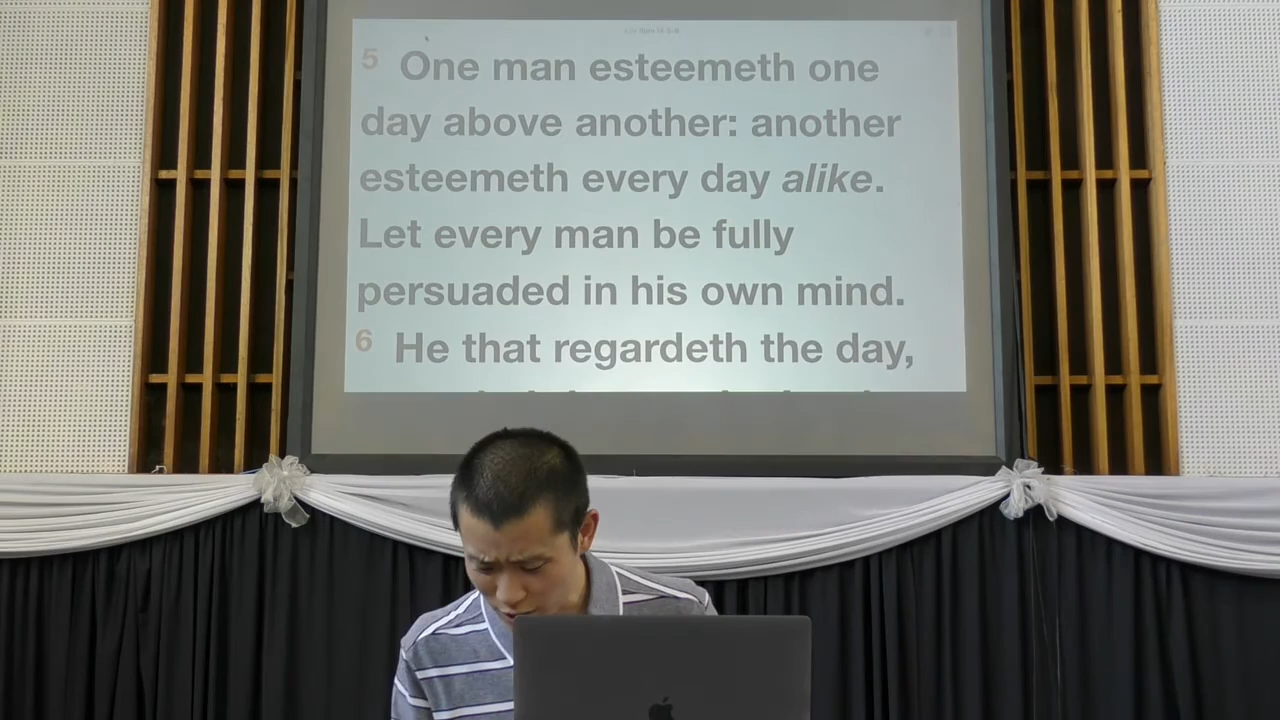 5 One man esteemeth one
day above another: another
esteemeth every day alike.
Let every man be fully
persuaded in his own mind.
6 He that regardeth the day,